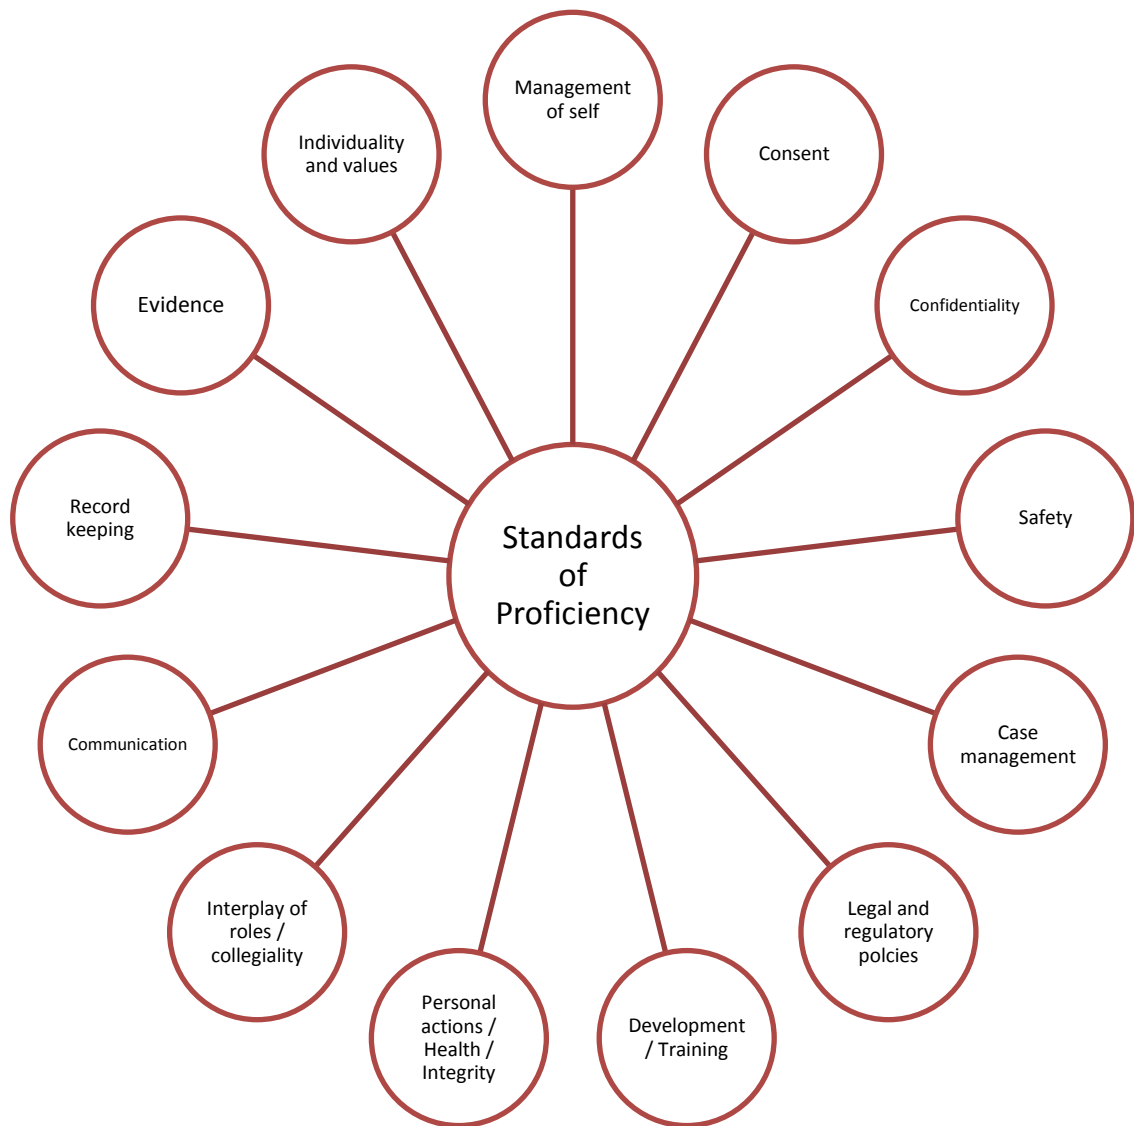 Management
of self
Consent
Confidentiality
Safety
Case
management
Legal and
regulatory
polcies
Development
/ Training
Personal
actions /
Health /
Integrity
Interplay of
roles /
collegiality
Communication
Record
keeping
Evidence
Individuality
and values
Standards
of
Proficiency